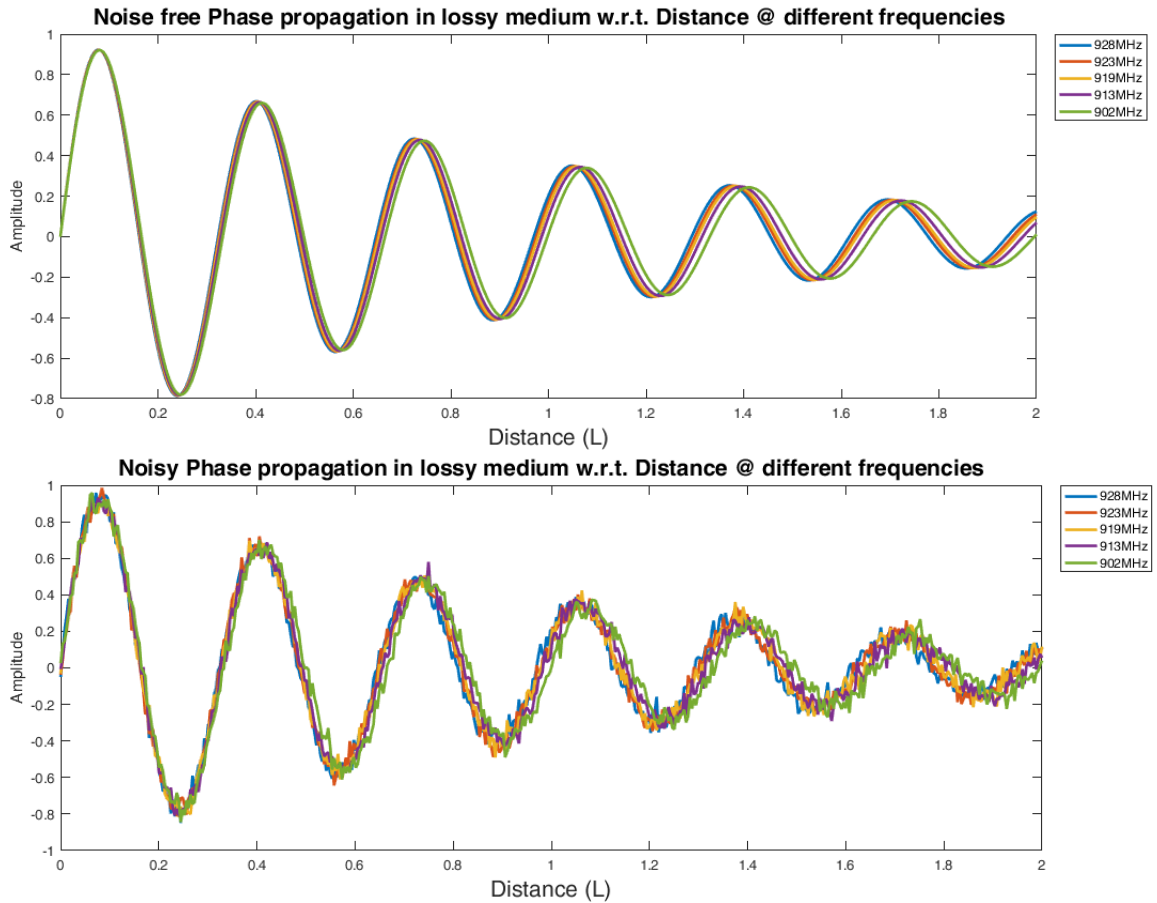 Noise free Phase propagation in lossy medium w.r.t. Distance @ different frequencies
928MHz
923MHz
919MHz
913MHz
902MHz
1
0.8
0.6
0.4
0.2
0
-0.2
-0.4
-0.6
-0.8
Amplitude
0 0.2 0.4 0.6 0.8 1 1.2 1.4 1.6 1.8 2
Distance (L)
Noisy Phase propagation in lossy medium w.r.t. Distance @ different frequencies
928MHz
923MHz
919MHz
913MHz
902MHz
1
0.8
0.6
0.4
0.2
0
-0.2
-0.4
-0.6
-0.8
-1
Amplitude
0 0.2 0.4 0.6 0.8 1 1.2 1.4 1.6 1.8 2
Distance (L)